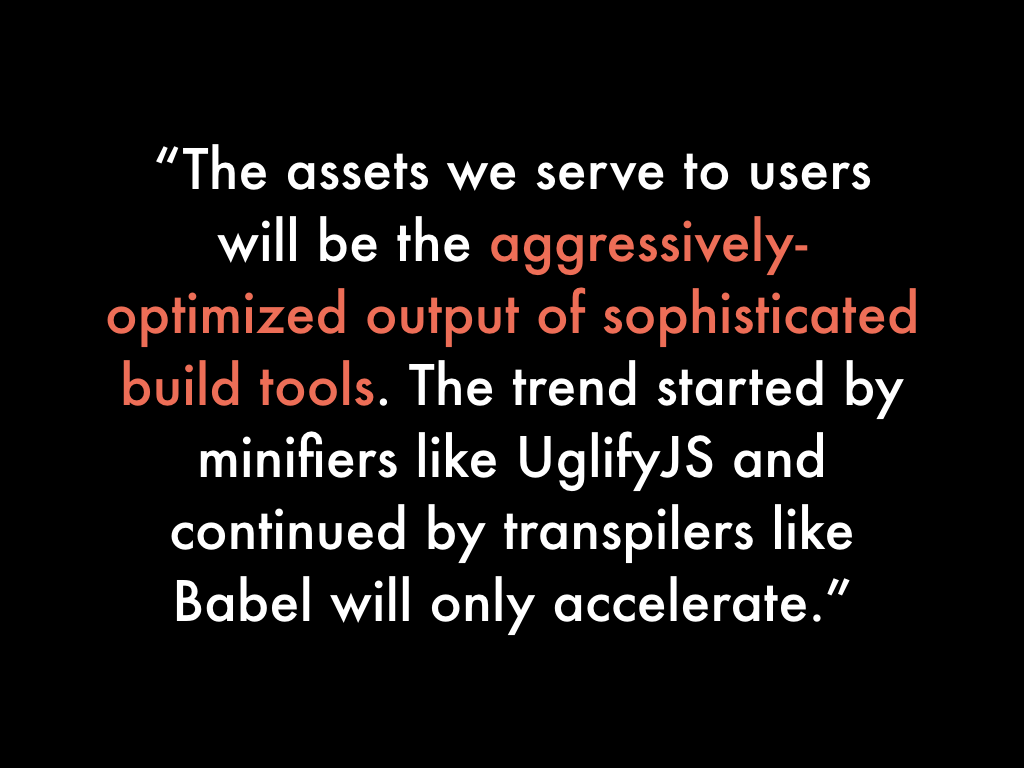 “The assets we serve to users
will be the aggressively-
optimized output of sophisticated
build tools. The trend started by
minifiers like UglifyJS and
continued by transpilers like
Babel will only accelerate.”